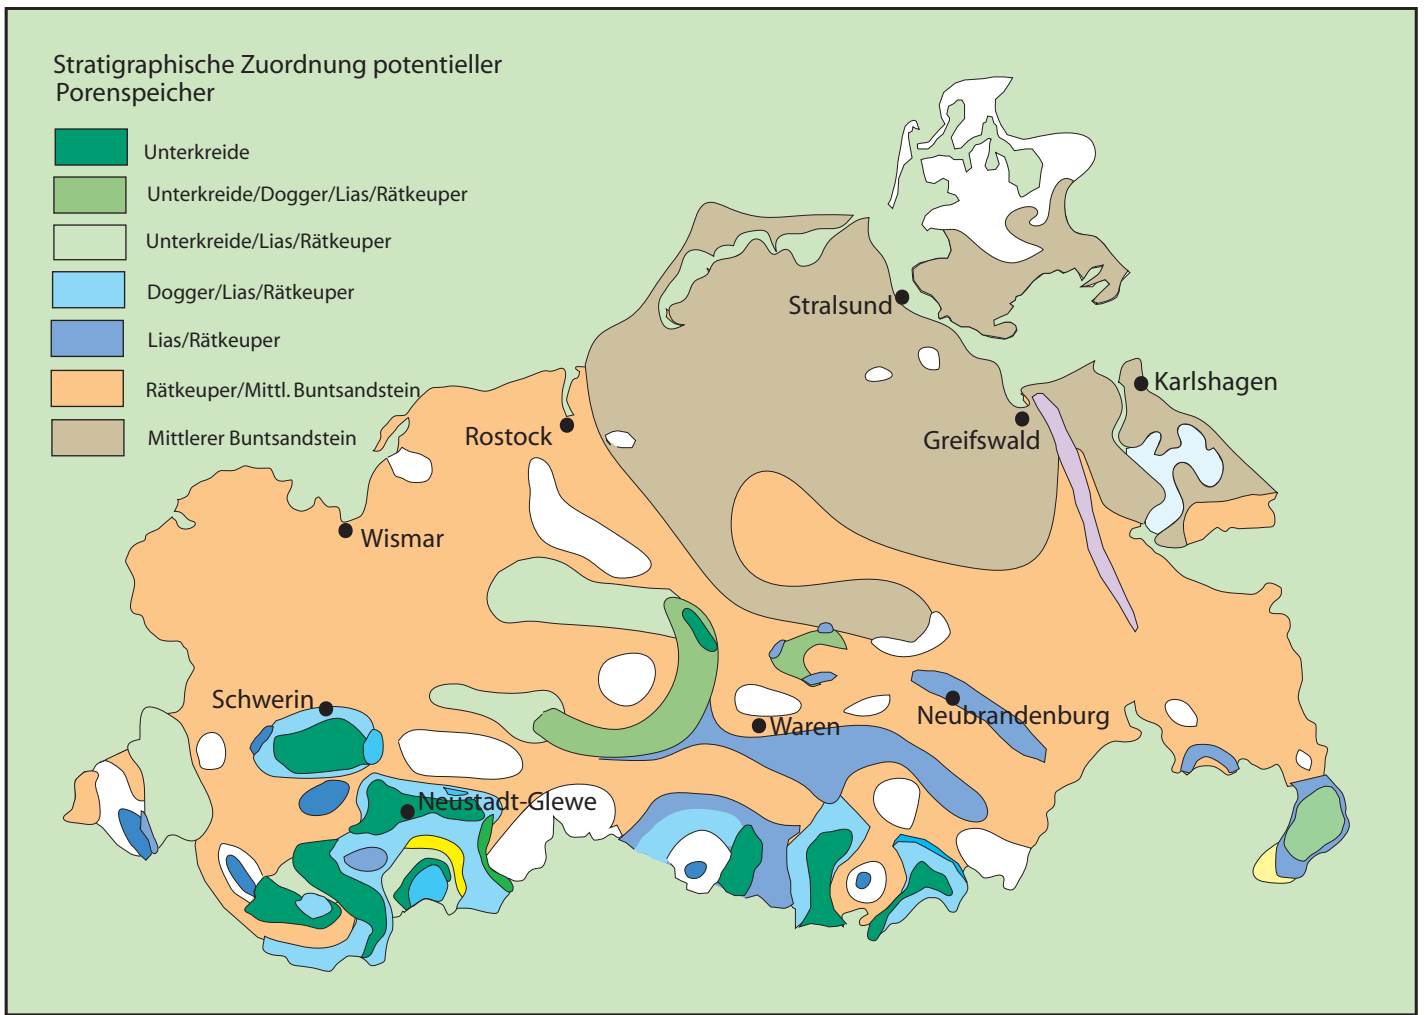 Stratigraphische Zuordnung potentieller
Porenspeicher
Unterkreide
Unterkreide/Dogger/Lias/Rätkeuper
Unterkreide/Lias/Rätkeuper
Dogger/Lias/Rätkeuper
Lias/Rätkeuper
Rätkeuper/Mittl. Buntsandstein
Mittlerer Buntsandstein
Stralsund
Karlshagen
Greifswald
Rostock
Wismar
Schwerin
Waren
Neubrandenburg
Neustadt-Glewe